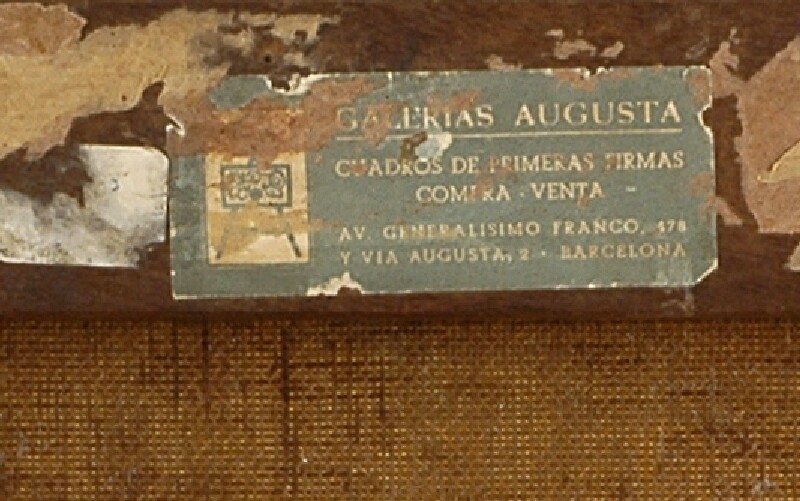 GALERIAS AUGUSTA
CUADROS DE PRIMERAS FIRMAS
COMPRA - VENTA -
AV. GENERALISIMO FRANCO, 478
Y VIA AUGUSTA, 2 - BARCELONA